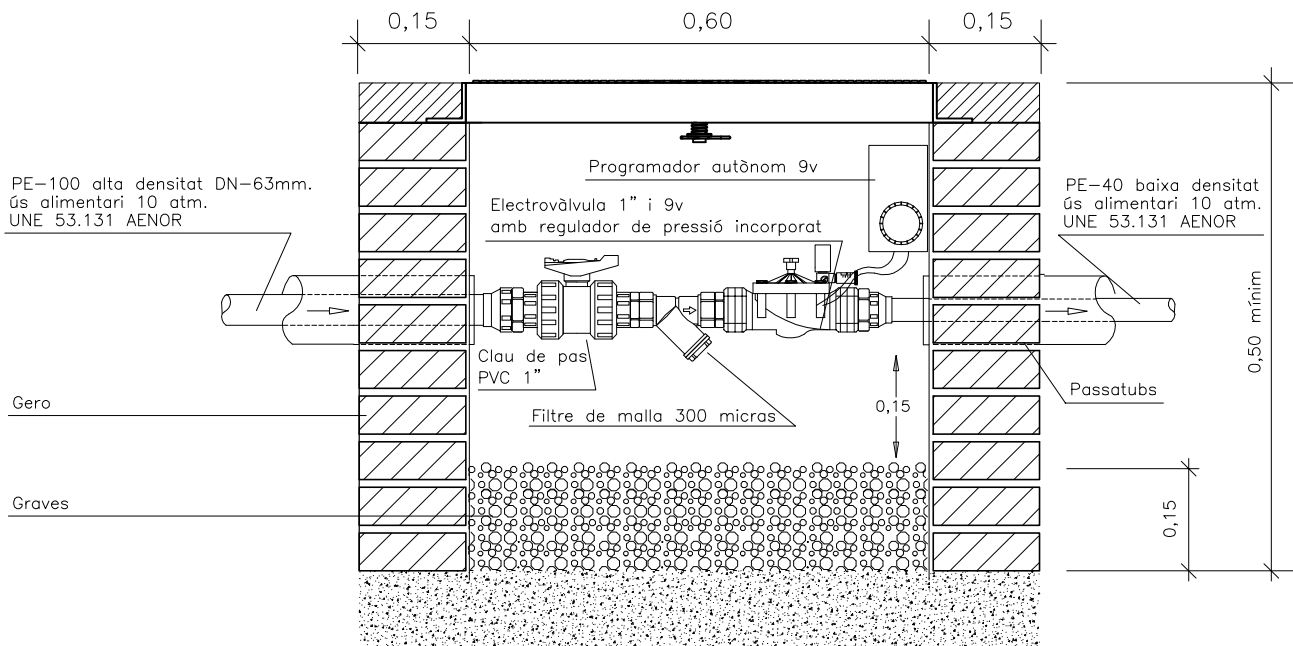 0,15
0,60
0,15
Programador autònom 9v
PE-100 alta densitat DN-63mm.
ús alimentari 10 atm.
UNE 53.131 AENOR
Electrovàlvula 1" i 9v
amb regulador de pressió incorporat
PE-40 baixa densitat
ús alimentari 10 atm.
UNE 53.131 AENOR
0,50 mínim
Clau de pas
PVC 1"
0,15
Passatubs
Gero
Filtre de malla 300 micras
Graves
0,15